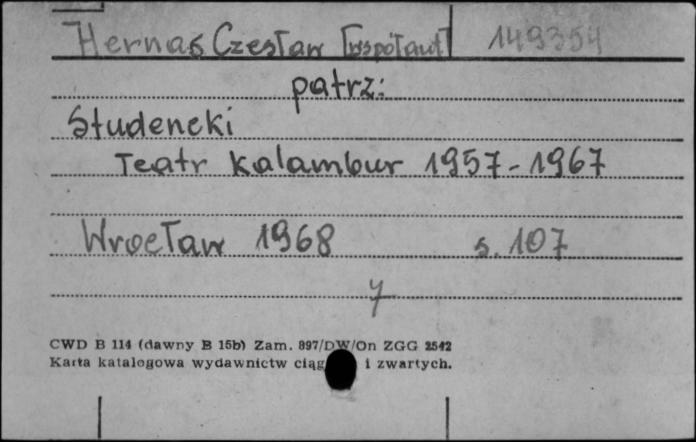 Hernas Czesław [współaut] 149354
patrz:
Studencki
Teatr Kalambur 1957-1967
Wrocław 1968 s. 107
y
CWD B 114 (dawny B 15b) Zam. 897/DW/On ZGG 2542
Karta katalogowa wydawnictw ciąg i zwartych.